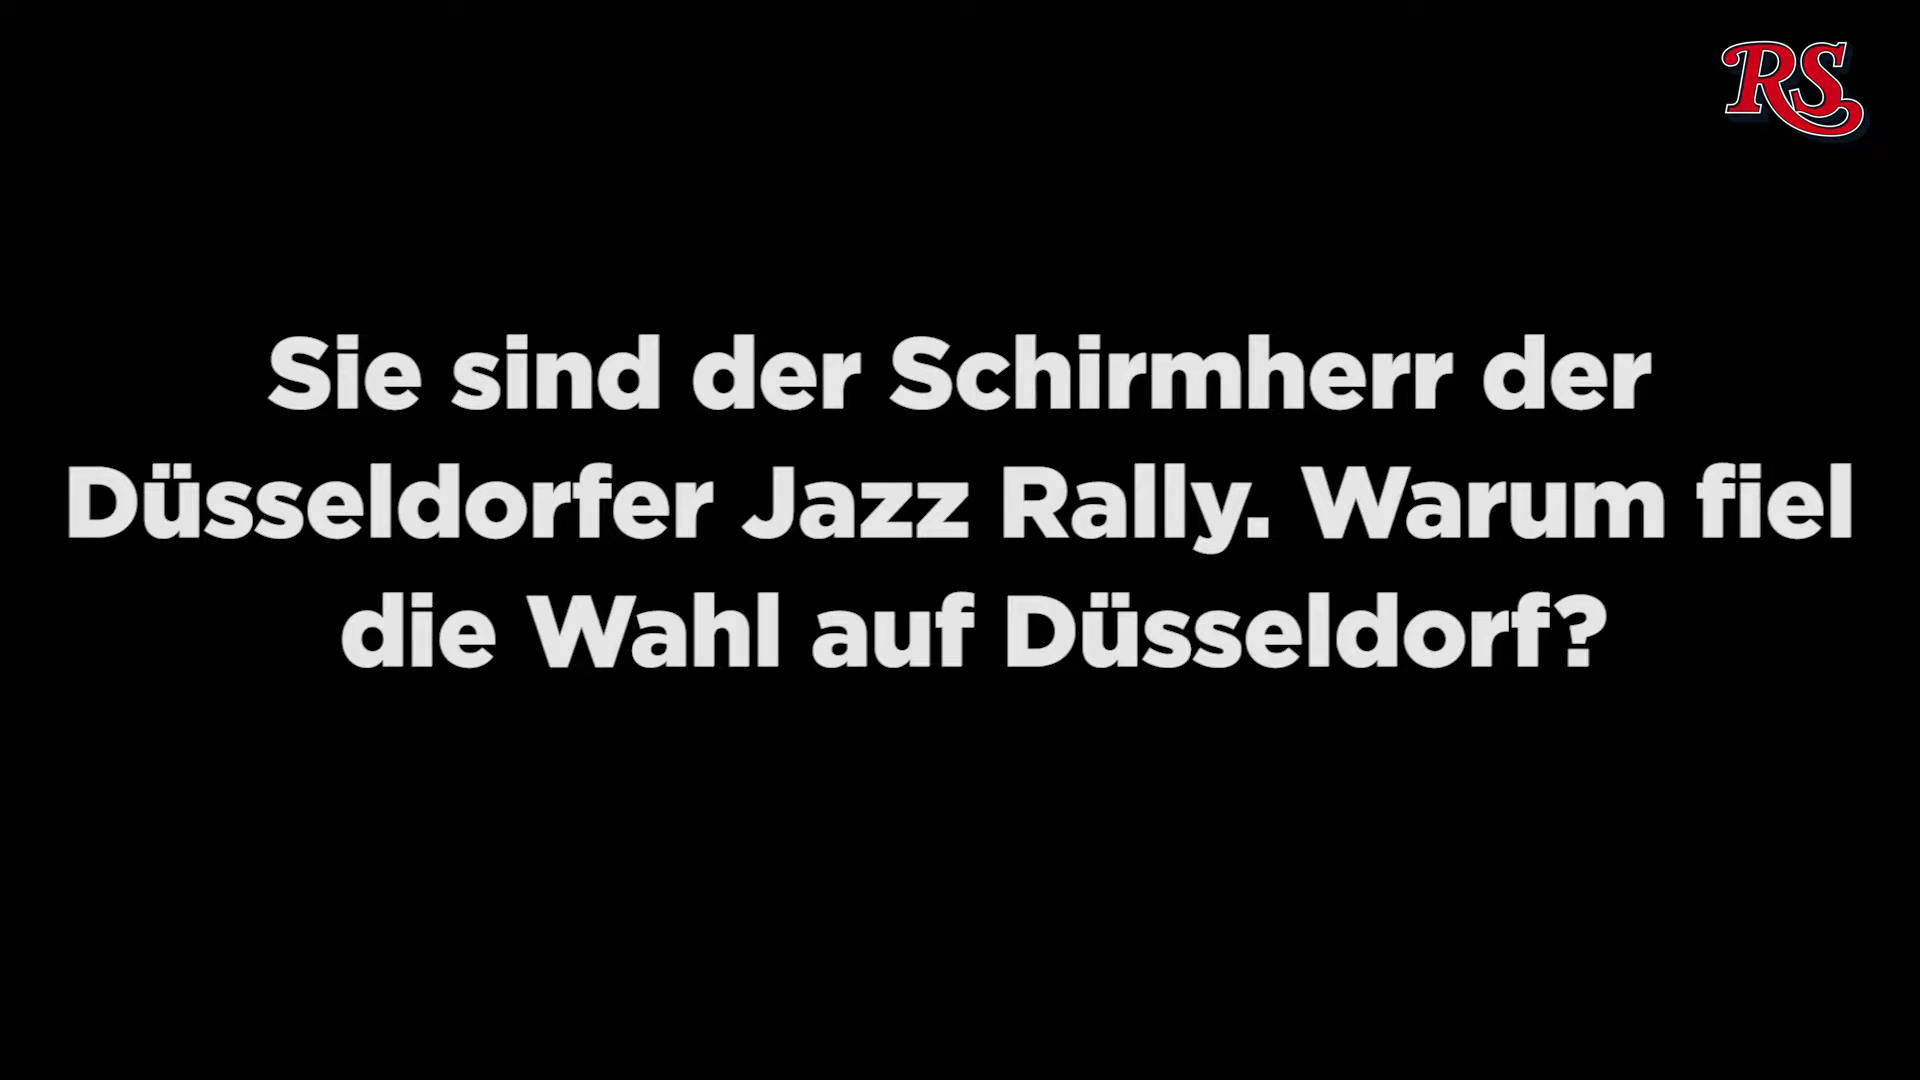 RS
Sie sind der Schirmherr der
Düsseldorfer Jazz Rally. Warum fiel
die Wahl auf Düsseldorf?